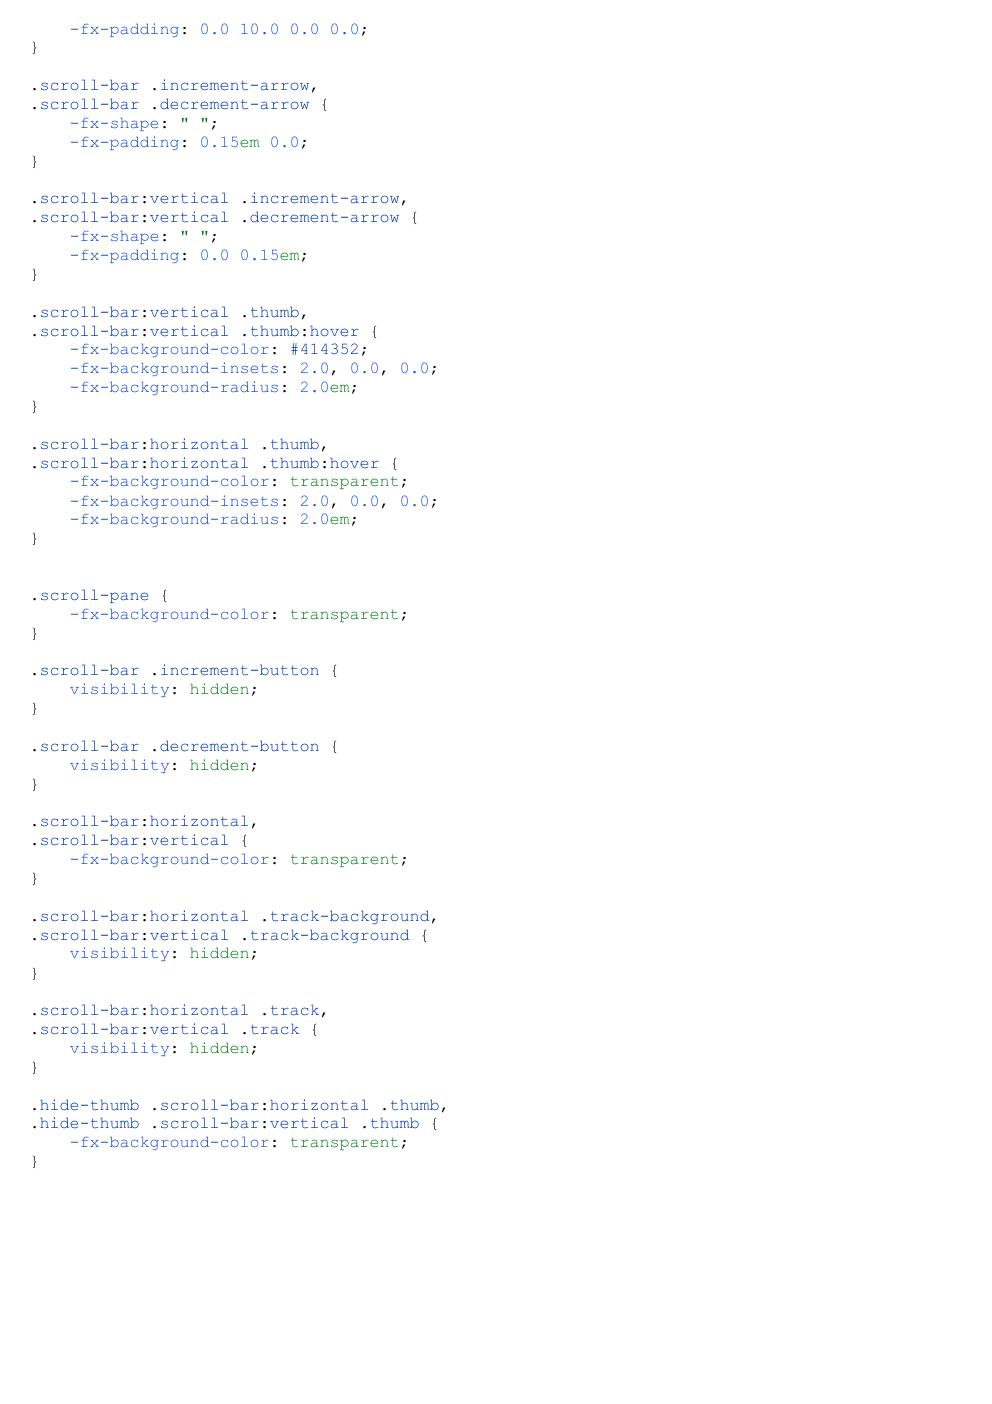 -fx-padding: 0.0 10.0 0.0 0.0;
}

.scroll-bar .increment-arrow,
.scroll-bar .decrement-arrow {
    -fx-shape: " ";
    -fx-padding: 0.15em 0.0;
}

.scroll-bar:vertical .increment-arrow,
.scroll-bar:vertical .decrement-arrow {
    -fx-shape: " ";
    -fx-padding: 0.0 0.15em;
}

.scroll-bar:vertical .thumb,
.scroll-bar:vertical .thumb:hover {
    -fx-background-color: #414352;
    -fx-background-insets: 2.0, 0.0, 0.0;
    -fx-background-radius: 2.0em;
}

.scroll-bar:horizontal .thumb,
.scroll-bar:horizontal .thumb:hover {
    -fx-background-color: transparent;
    -fx-background-insets: 2.0, 0.0, 0.0;
    -fx-background-radius: 2.0em;
}


.scroll-pane {
    -fx-background-color: transparent;
}

.scroll-bar .increment-button {
    visibility: hidden;
}

.scroll-bar .decrement-button {
    visibility: hidden;
}

.scroll-bar:horizontal,
.scroll-bar:vertical {
    -fx-background-color: transparent;
}

.scroll-bar:horizontal .track-background,
.scroll-bar:vertical .track-background {
    visibility: hidden;
}

.scroll-bar:horizontal .track,
.scroll-bar:vertical .track {
    visibility: hidden;
}

.hide-thumb .scroll-bar:horizontal .thumb,
.hide-thumb .scroll-bar:vertical .thumb {
    -fx-background-color: transparent;
}